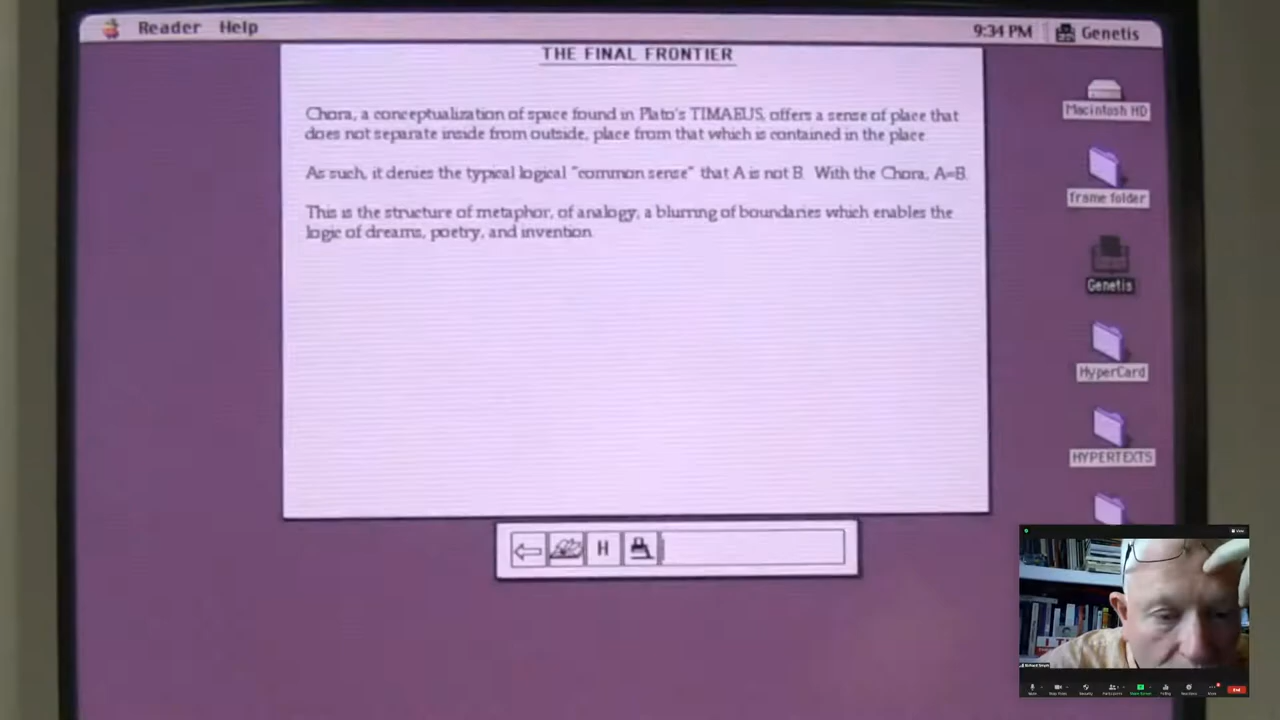 Reader Help 9:34 PM Genetis
THE FINAL FRONTIER
Chora, a conceptualization of space found in Plato's TIMAEUS, offers a sense of place that
does not separate inside from outside, place from that which is contained in the place
As such, it denies the typical logical "common sense" that A is not B. With the Chora, A=B.
This is the structure of metaphor, of analogy, a blurring of boundaries which enables the
logic of dreams, poetry, and invention.
Macintosh HD
frame folder
Genetis
HyperCard
HYPERTEXTS
H
View
End